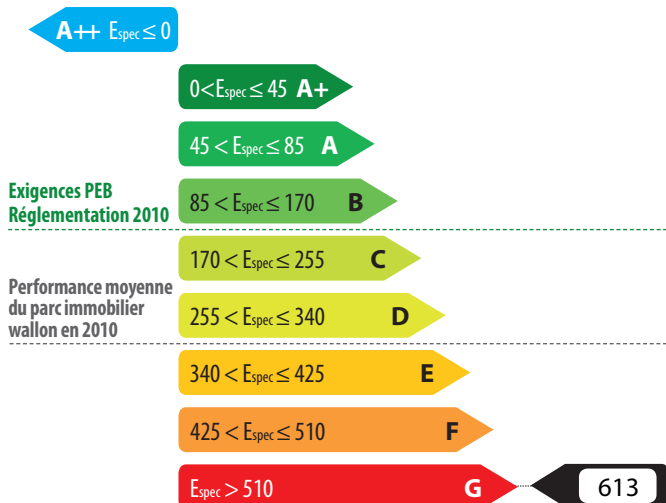 A++ Espec ≤ 0
0 < Espec ≤ 45 A+
45 < Espec ≤ 85 A
Exigences PEB
Réglementation 2010
85 < Espec ≤ 170 B
170 < Espec ≤ 255 C
Performance moyenne
du parc immobilier
wallon en 2010
255 < Espec ≤ 340 D
340 < Espec ≤ 425 E
425 < Espec ≤ 510 F
Espec > 510 G
613